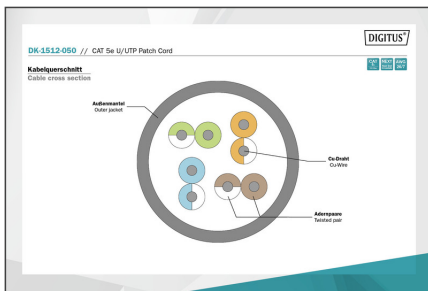 DIGITUS®
DK-1512-050 // CAT 5e U/UTP Patch Cord
Kabelquerschnitt
Cable cross section
Außenmantel
Outer jacket
Cu-Draht
Cu-Wire
Adernpaare
Twisted pair